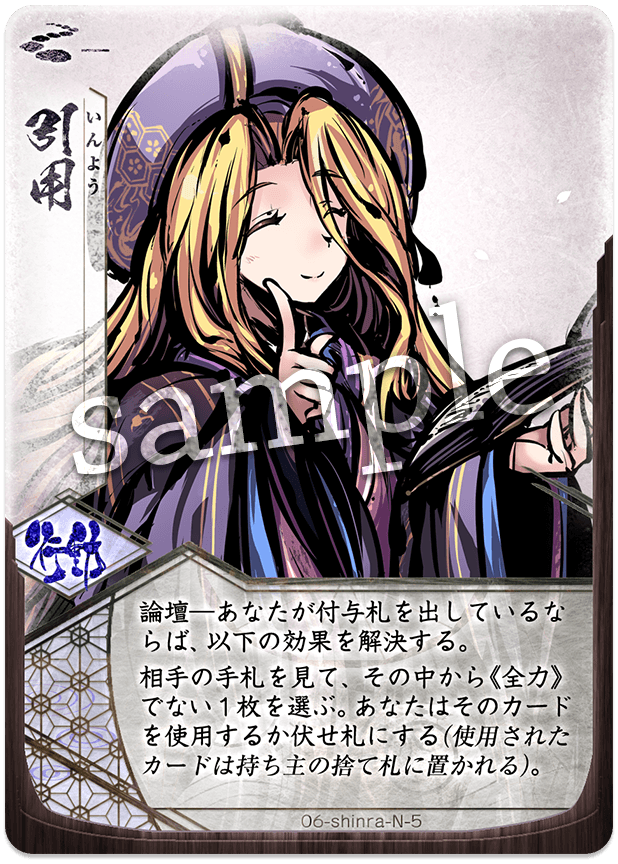 引用
いんよう
sample
行動
論壇―あなたが付与札を出しているな
らば、以下の効果を解決する。
相手の手札を見て、その中から《全力》
でない1枚を選ぶ。あなたはそのカード
を使用するか伏せ札にする(使用された
カードは持ち主の捨て札に置かれる)。
06-shinra-N-5